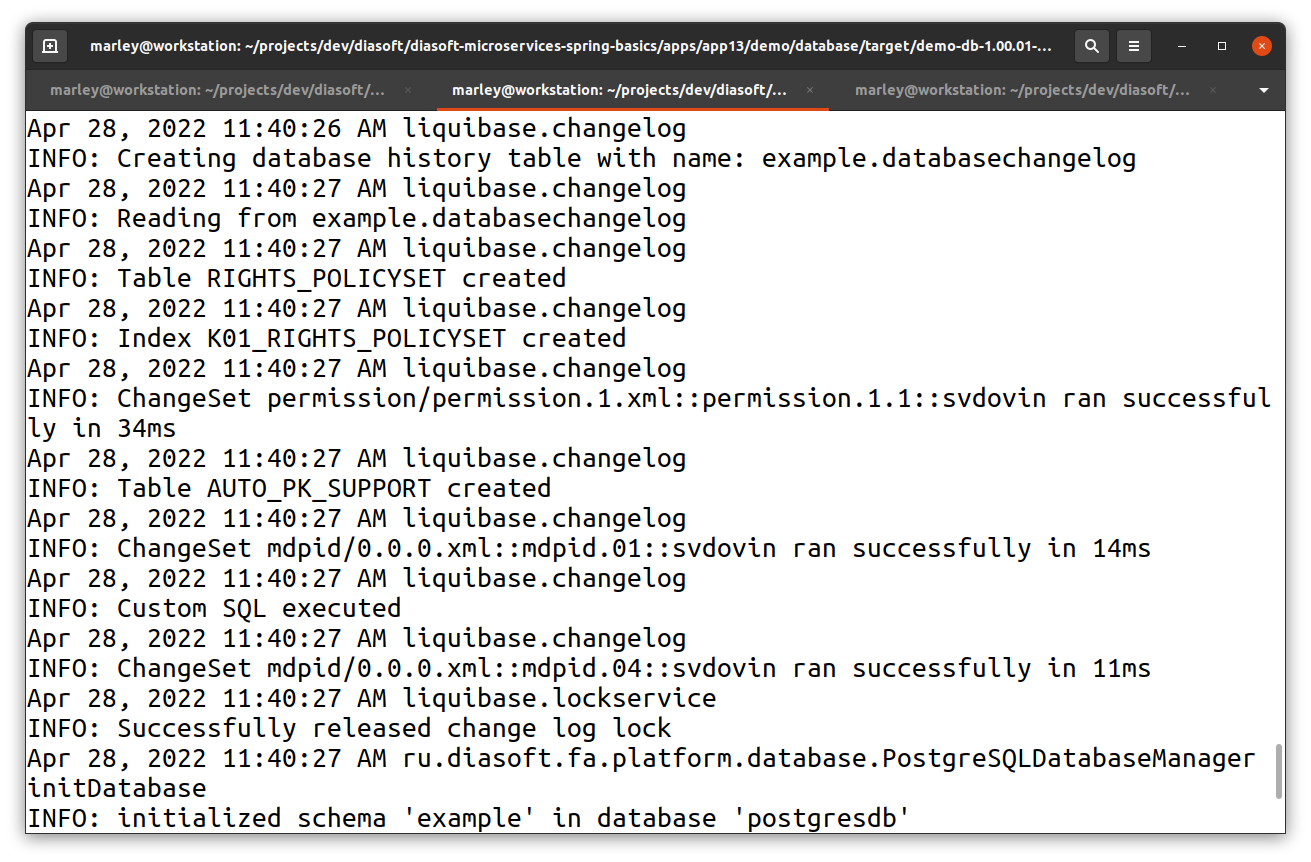 marley@workstation: ~/projects/dev/diasoft/diasoft-microservices-spring-basics/apps/app13/demo/database/target/demo-db-1.00.01-...
marley@workstation: ~/projects/dev/diasoft/... × marley@workstation: ~/projects/dev/diasoft/... × marley@workstation: ~/projects/dev/diasoft/... ×
Apr 28, 2022 11:40:26 AM liquibase.changelog
INFO: Creating database history table with name: example.databasechangelog
Apr 28, 2022 11:40:27 AM liquibase.changelog
INFO: Reading from example.databasechangelog
Apr 28, 2022 11:40:27 AM liquibase.changelog
INFO: Table RIGHTS_POLICYSET created
Apr 28, 2022 11:40:27 AM liquibase.changelog
INFO: Index K01_RIGHTS_POLICYSET created
Apr 28, 2022 11:40:27 AM liquibase.changelog
INFO: ChangeSet permission/permission.1.xml::permission.1.1::svdovin ran successful
ly in 34ms
Apr 28, 2022 11:40:27 AM liquibase.changelog
INFO: Table AUTO_PK_SUPPORT created
Apr 28, 2022 11:40:27 AM liquibase.changelog
INFO: ChangeSet mdpid/0.0.0.xml::mdpid.01::svdovin ran successfully in 14ms
Apr 28, 2022 11:40:27 AM liquibase.changelog
INFO: Custom SQL executed
Apr 28, 2022 11:40:27 AM liquibase.changelog
INFO: ChangeSet mdpid/0.0.0.xml::mdpid.04::svdovin ran successfully in 11ms
Apr 28, 2022 11:40:27 AM liquibase.lockservice
INFO: Successfully released change log lock
Apr 28, 2022 11:40:27 AM ru.diasoft.fa.platform.database.PostgreSQLDatabaseManager
initDatabase
INFO: initialized schema 'example' in database 'postgresdb'